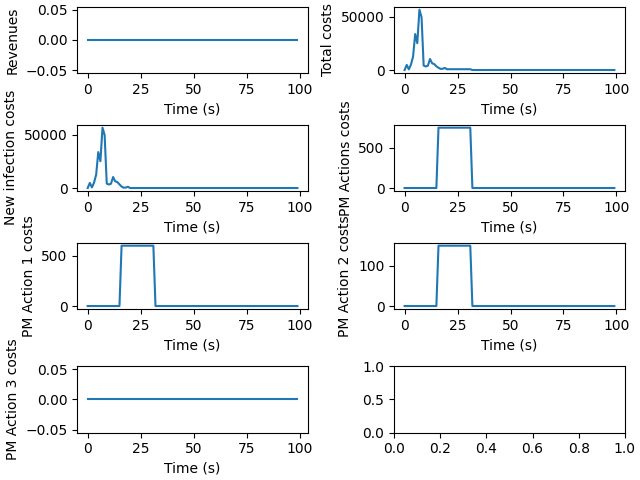 Revenues
0.05
0.00
−0.05
0 25 50 75 100
Time (s)
Total costs
50000
0
0 25 50 75 100
Time (s)
New infection costs
50000
0
0 25 50 75 100
Time (s)
PM Actions costs
500
0
0 25 50 75 100
Time (s)
PM Action 1 costs
500
0
0 25 50 75 100
Time (s)
PM Action 2 costs
100
0
0 25 50 75 100
Time (s)
PM Action 3 costs
0.05
0.00
−0.05
0 25 50 75 100
Time (s)
1.0
0.5
0.0
0.0 0.2 0.4 0.6 0.8 1.0